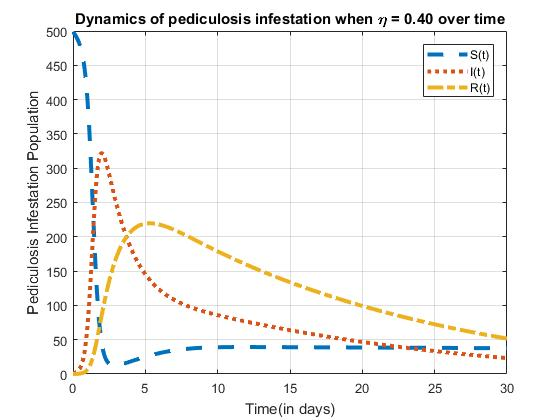 Dynamics of pediculosis infestation when η = 0.40 over time
Pediculosis Infestation Population
500
450
400
350
300
250
200
150
100
50
0
S(t)
I(t)
R(t)
0 5 10 15 20 25 30
Time(in days)